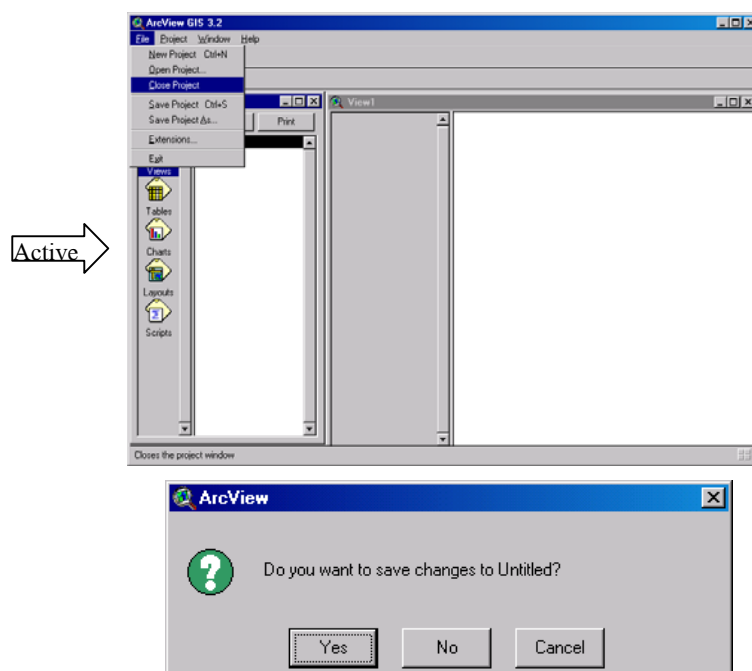 ArcView GIS 3.2
File Project Window Help
New Project Ctrl+N
Open Project...
Close Project
Save Project Ctrl+S
Save Project As...
Extensions...
Exit
View1
Print
Views
Tables
Active
Charts
Layouts
Scripts
Closes the project window
ArcView
Do you want to save changes to Untitled?
Yes No Cancel